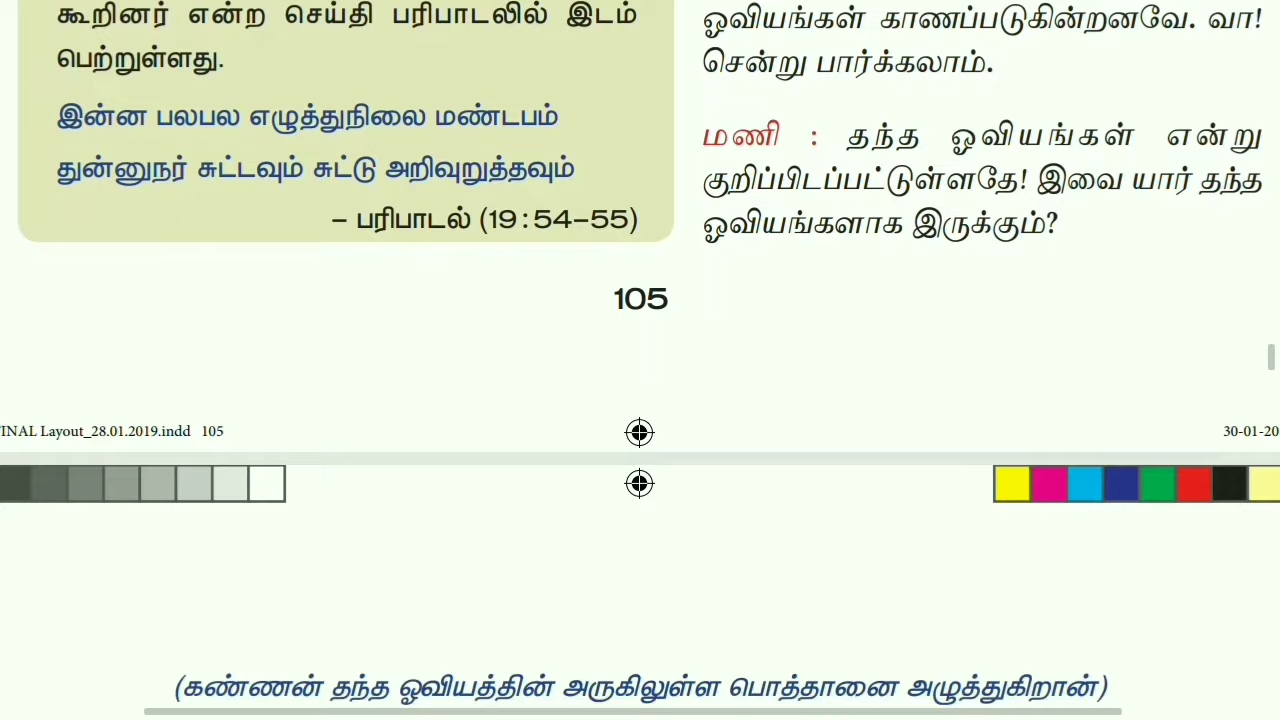 கூறினர் என்ற செய்தி பரிபாடலில் இடம்
பெற்றுள்ளது.
இன்ன பலபல எழுத்துநிலை மண்டபம்
துன்னுநர் சுட்டவும் சுட்டு அறிவுறுத்தவும்
– பரிபாடல் (19:54–55)
ஓவியங்கள் காணப்படுகின்றனவே. வா!
சென்று பார்க்கலாம்.
மணி : தந்த ஓவியங்கள் என்று
குறிப்பிடப்பட்டுள்ளதே! இவை யார் தந்த
ஓவியங்களாக இருக்கும்?
105
INAL Layout_28.01.2019.indd 105
30-01-20
(கண்ணன் தந்த ஓவியத்தின் அருகிலுள்ள பொத்தானை அழுத்துகிறான்)